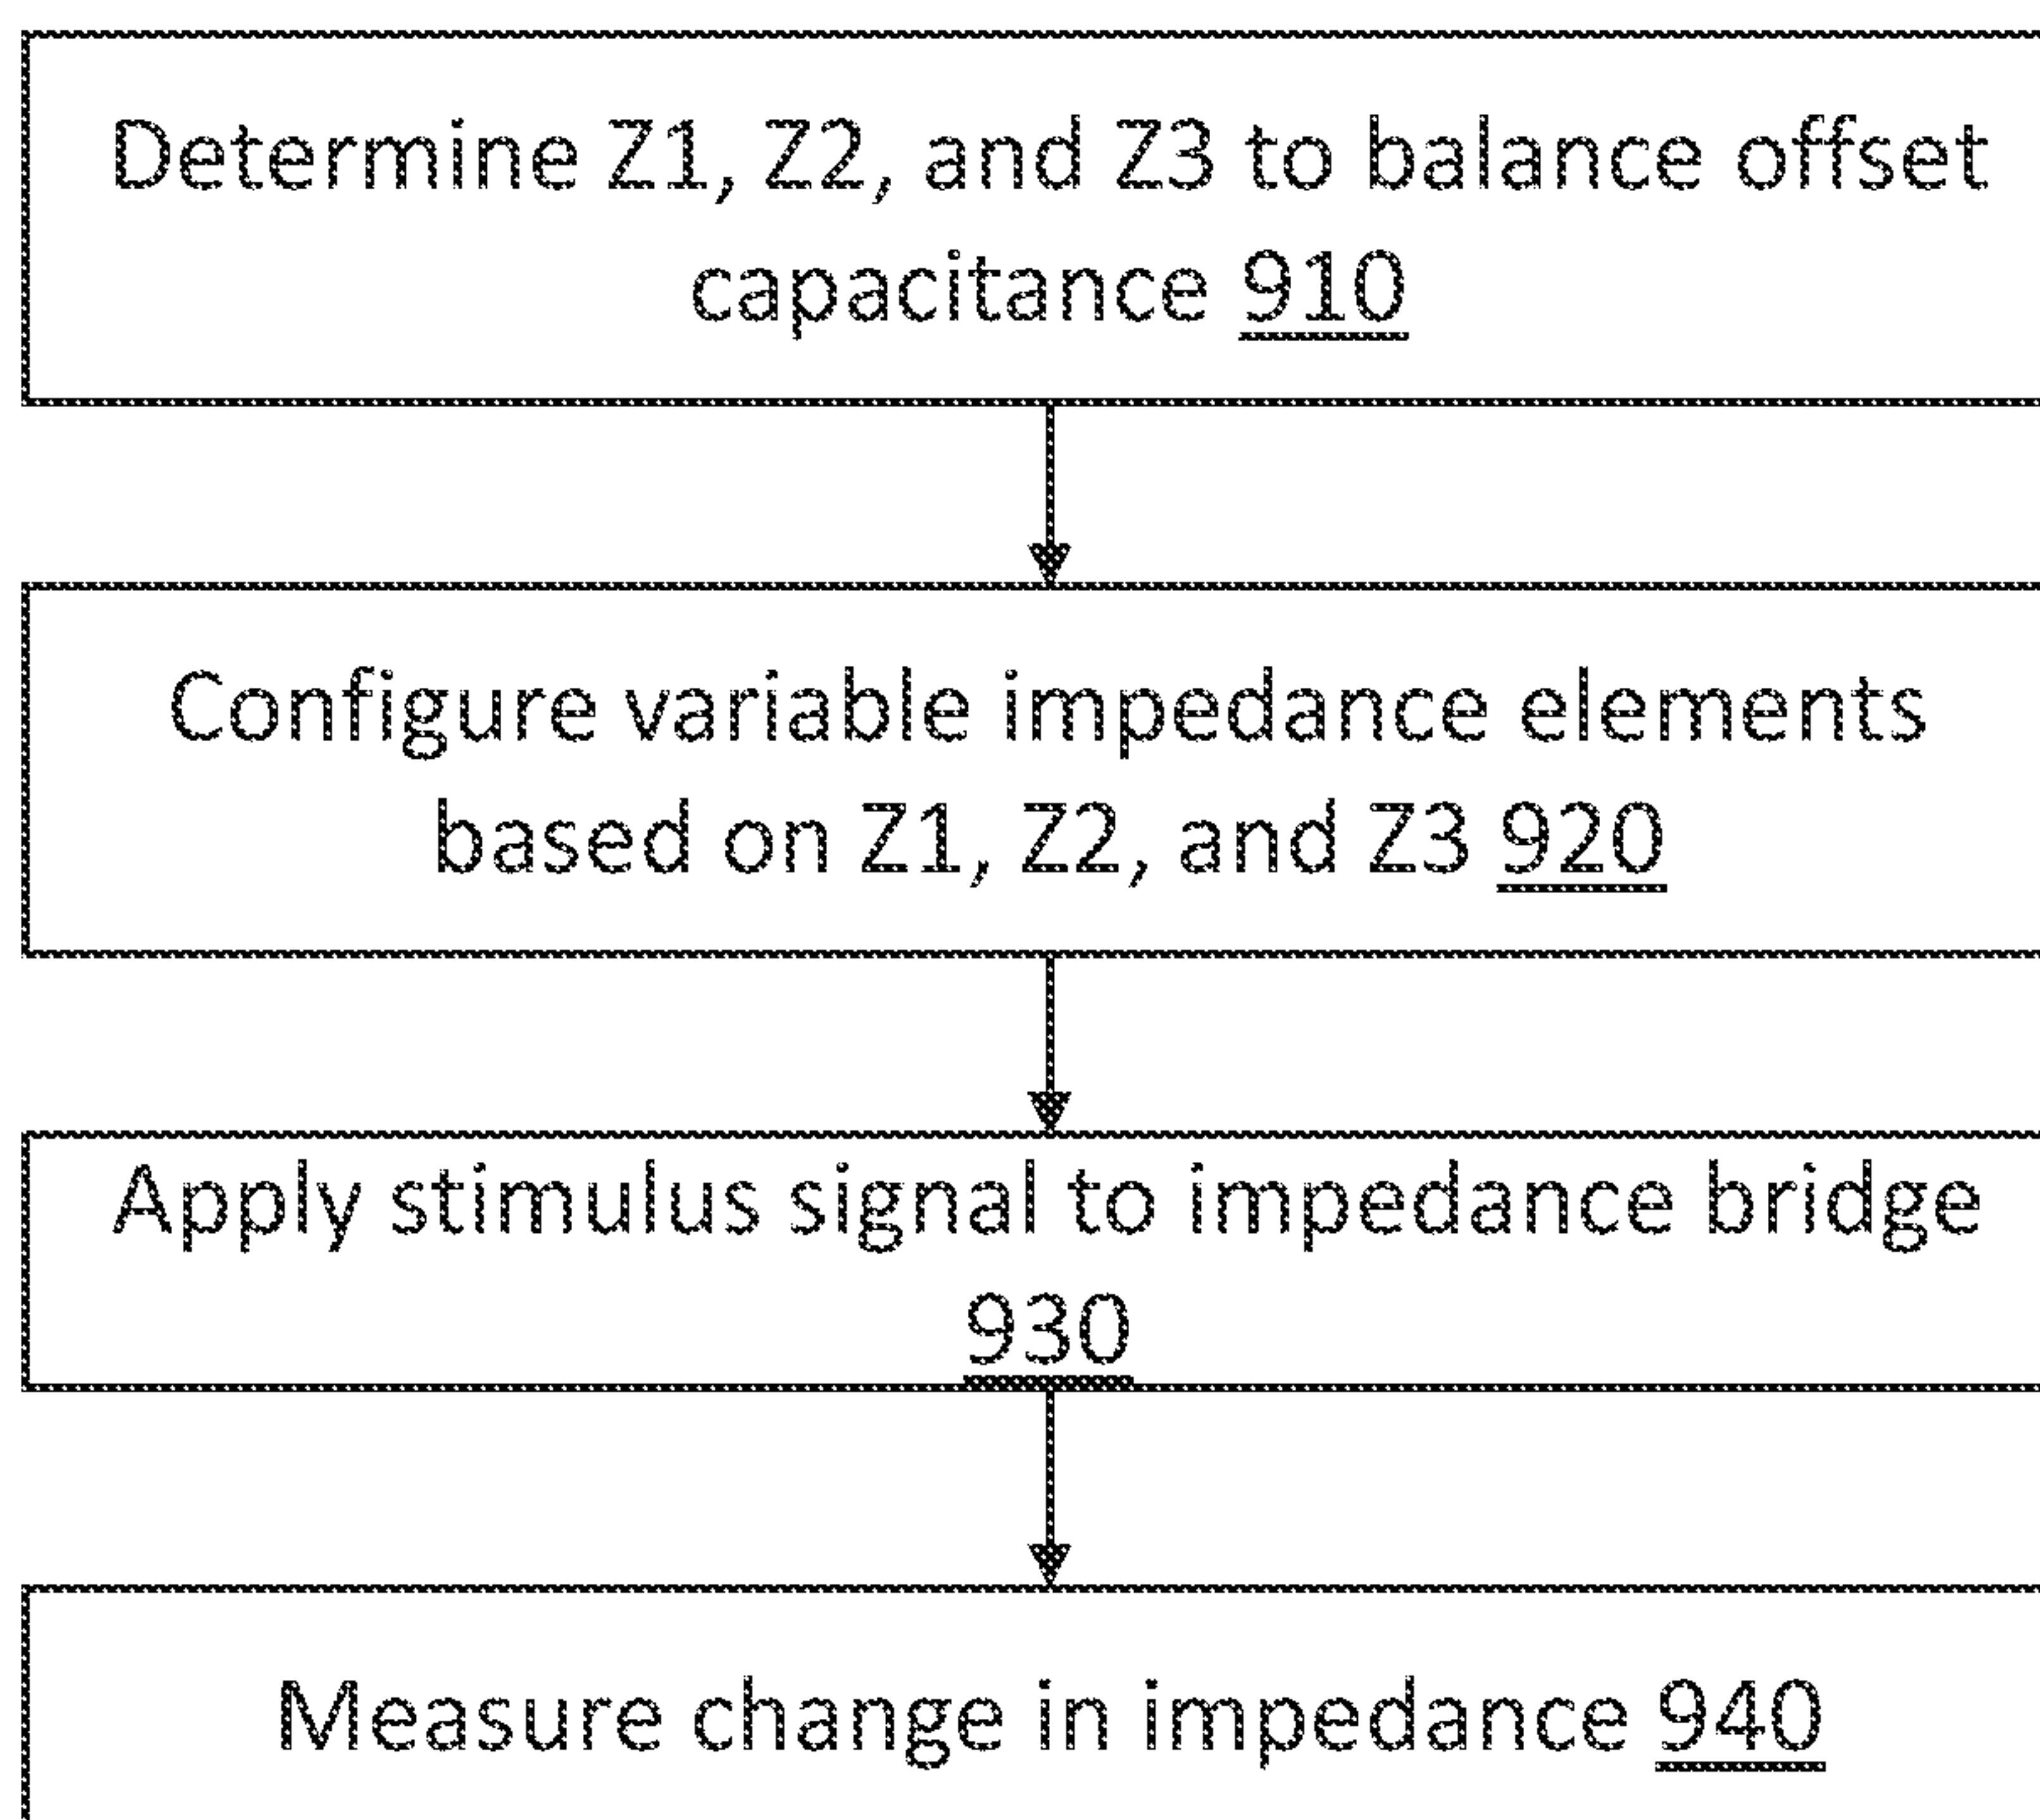 Determine Z1, Z2, and Z3 to balance offset
capacitance 910
Configure variable impedance elements
based on Z1, Z2, and Z3 920
Apply stimulus signal to impedance bridge
930
Measure change in impedance 940